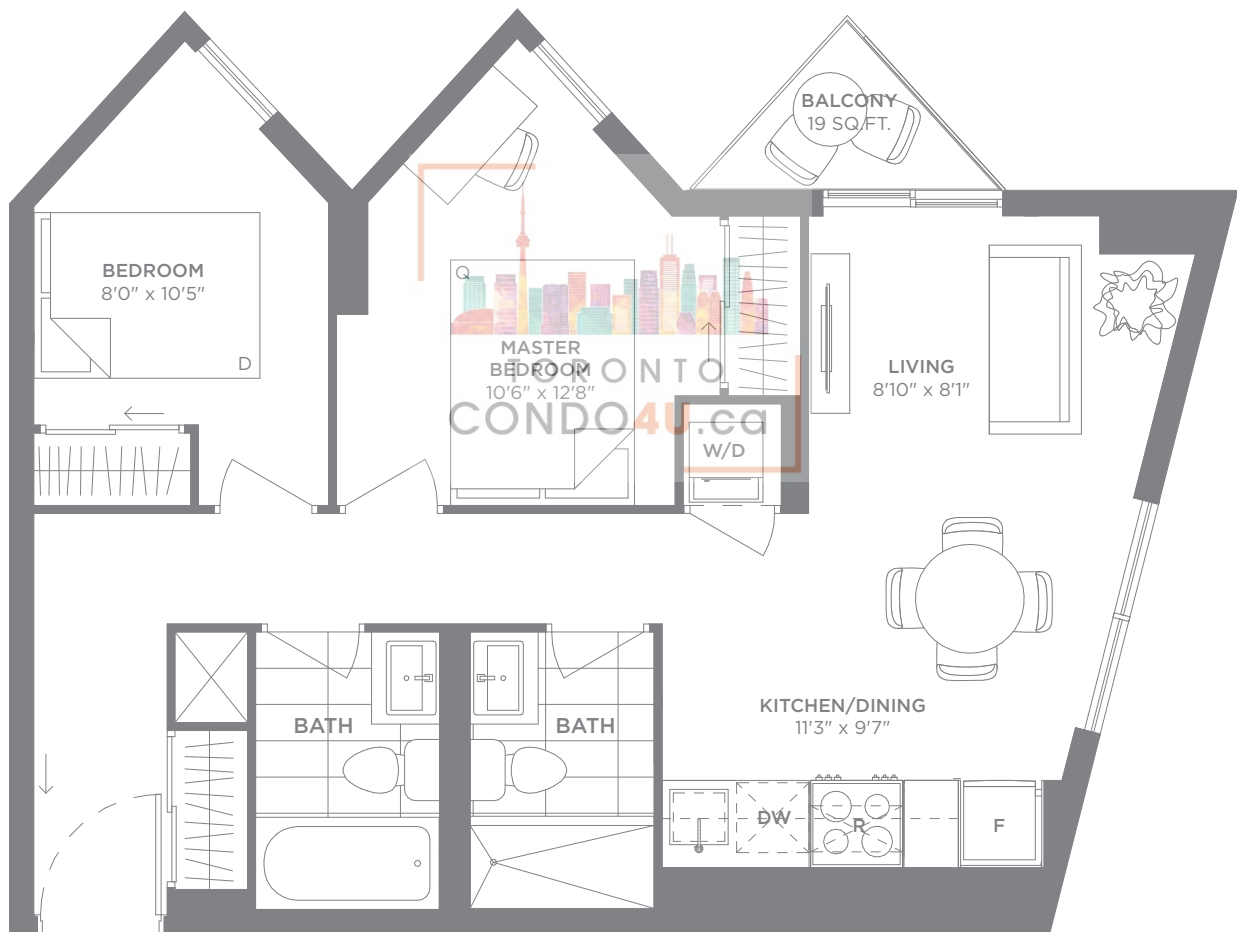 BALCONY
19 SQ.FT.
BEDROOM
8'0" x 10'5"
D
Q
MASTER
BEDROOM
10'6" x 12'8"
TORONTO
CONDO4U.ca
W/D
LIVING
8'10" x 8'1"
KITCHEN/DINING
11'3" x 9'7"
BATH
BATH
DW
R
F